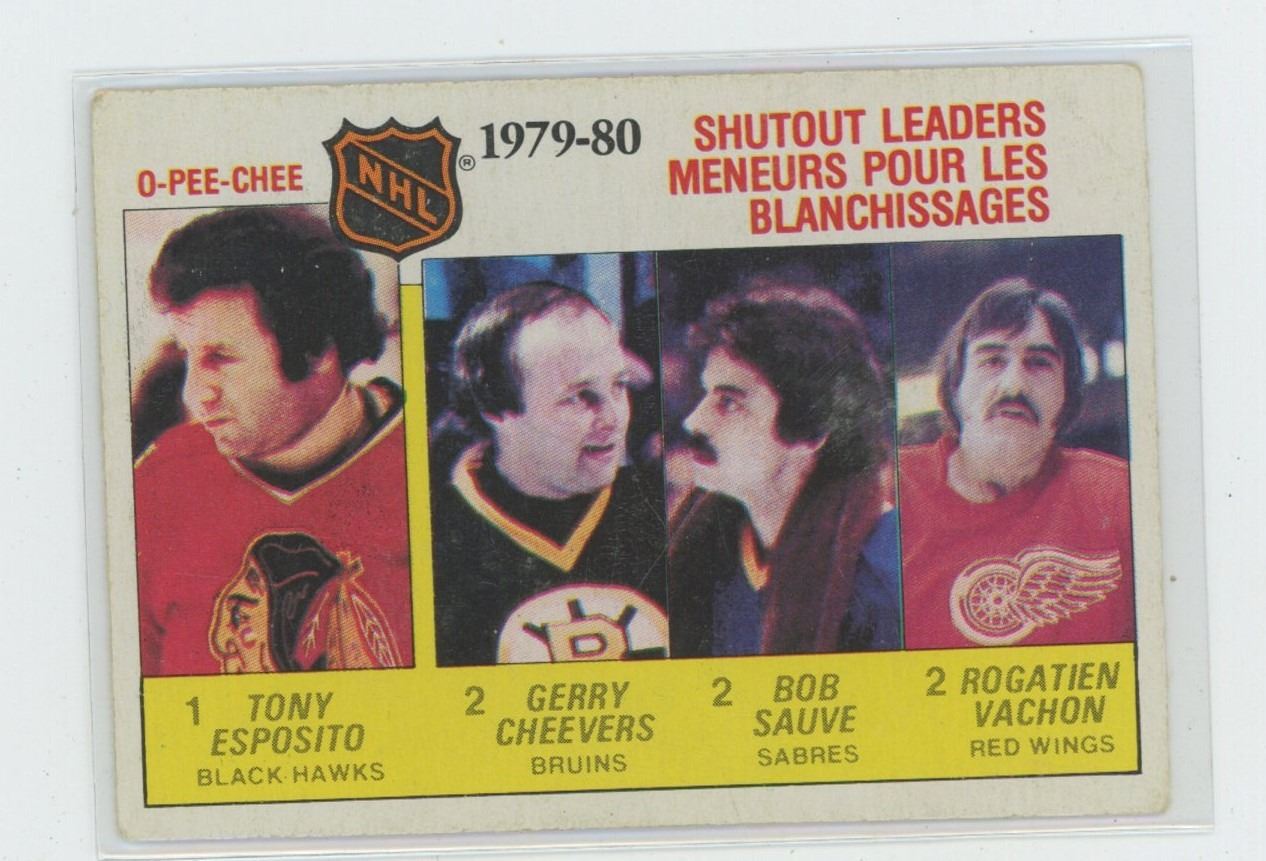 O-PEE-CHEE
NHL
®
1979-80
SHUTOUT LEADERS
MENEURS POUR LES
BLANCHISSAGES
B
1 TONY
ESPOSITO
BLACK HAWKS
2 GERRY
CHEEVERS
BRUINS
2 BOB
SAUVE
SABRES
2 ROGATIEN
VACHON
RED WINGS